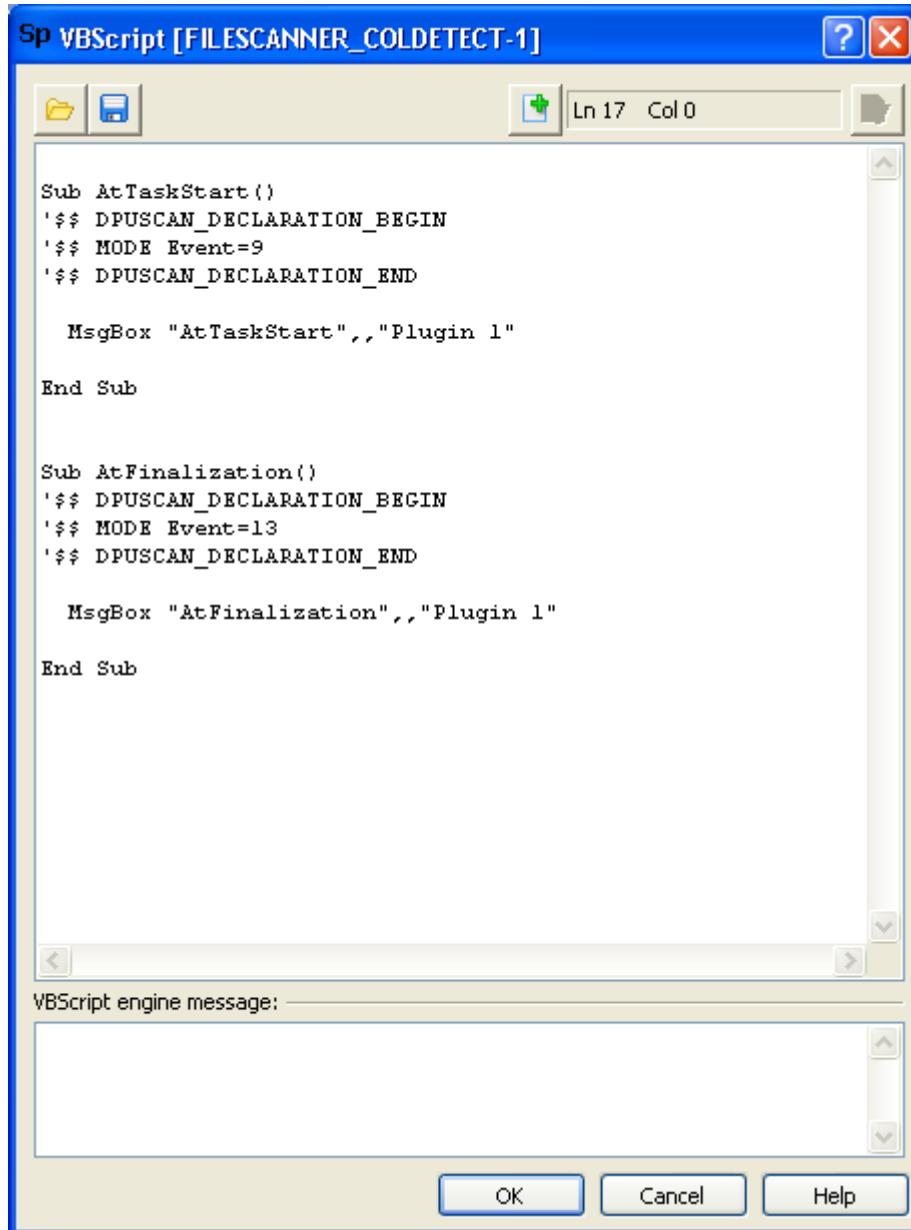 Sp VBScript [FILESCANNER_COLDETECT-1]
Ln 17 Col 0
Sub AtTaskStart()
'$$ DPUSCAN_DECLARATION_BEGIN
'$$ MODE Event=9
'$$ DPUSCAN_DECLARATION_END
MsgBox "AtTaskStart",,"Plugin 1"
End Sub
Sub AtFinalization()
'$$ DPUSCAN_DECLARATION_BEGIN
'$$ MODE Event=13
'$$ DPUSCAN_DECLARATION_END
MsgBox "AtFinalization",,"Plugin 1"
End Sub
VBScript engine message:
OK Cancel Help